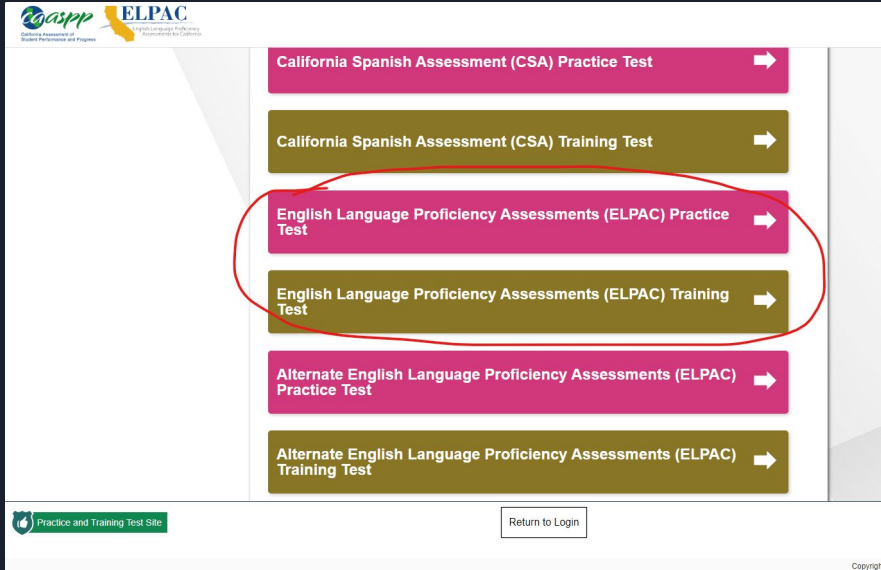 caaspp
California Assessment of
Student Performance and Progress
ELPAC
English Language Proficiency
Assessments for California
California Spanish Assessment (CSA) Practice Test
California Spanish Assessment (CSA) Training Test
English Language Proficiency Assessments (ELPAC) Practice
Test
English Language Proficiency Assessments (ELPAC) Training
Test
Alternate English Language Proficiency Assessments (ELPAC)
Practice Test
Alternate English Language Proficiency Assessments (ELPAC)
Training Test
Practice and Training Test Site
Return to Login
Copyrigh